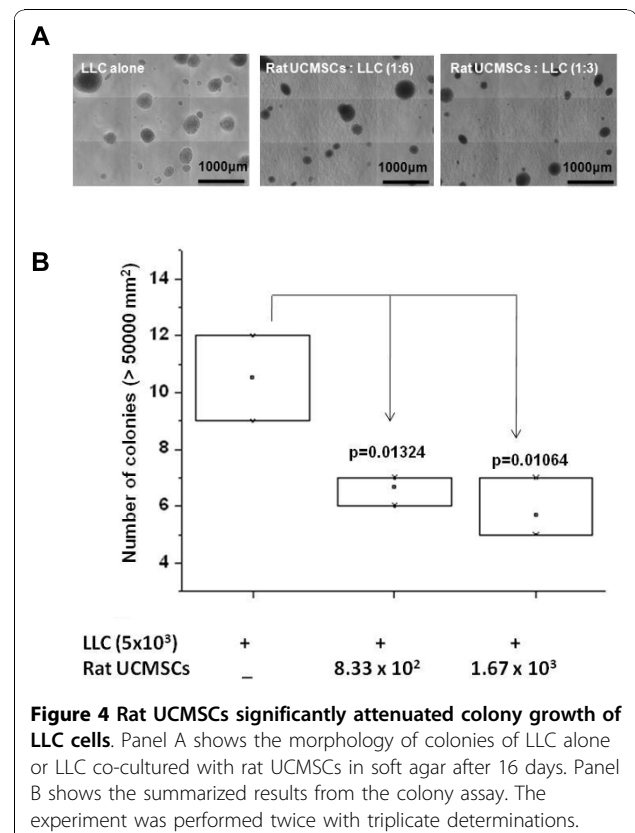 A
LLC alone
Rat UCMSCs : LLC (1:6)
Rat UCMSCs : LLC (1:3)
1000µm
1000µm
1000µm
B
Number of colonies (> 50000 mm²)
14
12
10
8
6
4
p=0.01324
p=0.01064
LLC (5x10³) + + +
Rat UCMSCs _ 8.33 x 10² 1.67 x 10³
Figure 4 Rat UCMSCs significantly attenuated colony growth of
LLC cells. Panel A shows the morphology of colonies of LLC alone
or LLC co-cultured with rat UCMSCs in soft agar after 16 days. Panel
B shows the summarized results from the colony assay. The
experiment was performed twice with triplicate determinations.